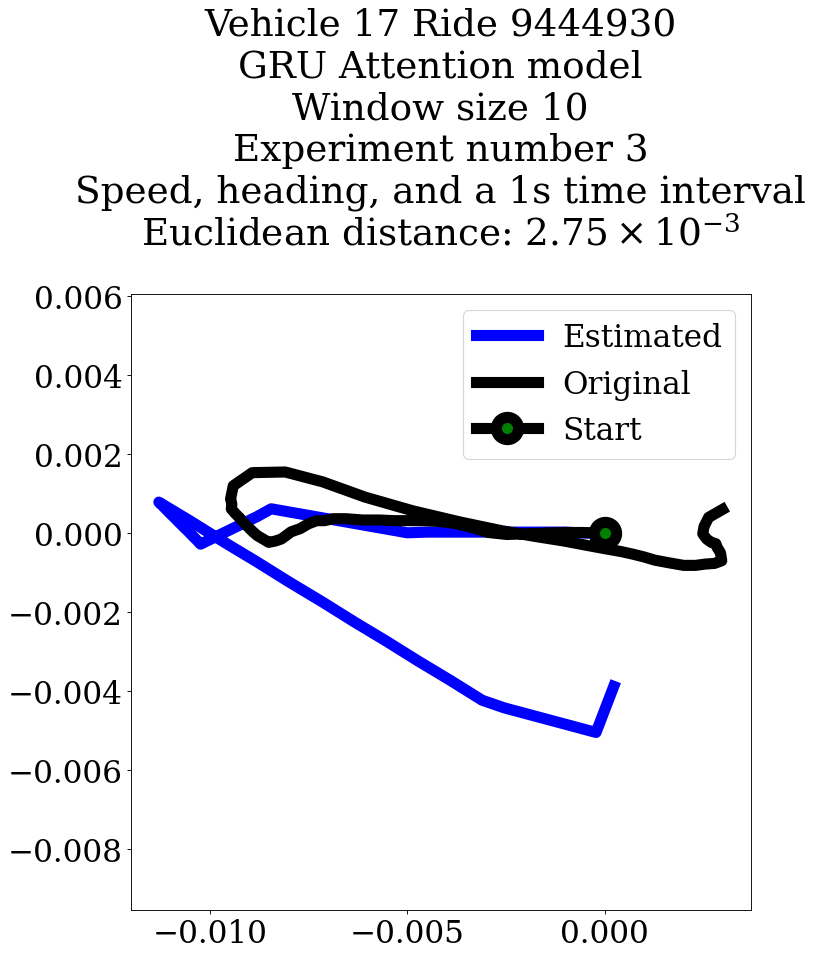 Vehicle 17 Ride 9444930
GRU Attention model
Window size 10
Experiment number 3
Speed, heading, and a 1s time interval
Euclidean distance: 2.75 × 10⁻³
0.006
Estimated
0.004
Original
Start
0.002
0.000
−0.002
−0.004
−0.006
−0.008
−0.010
−0.005
0.000